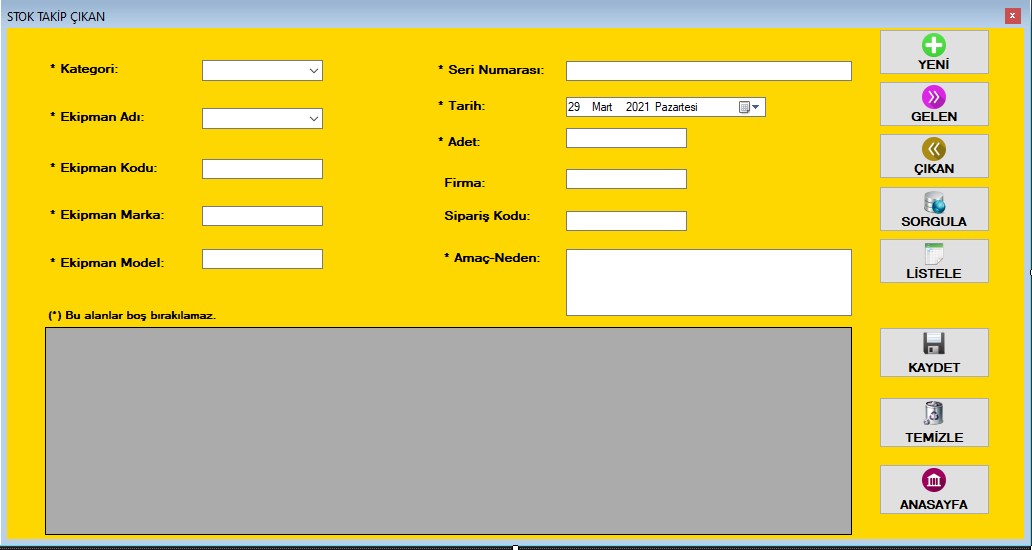 STOK TAKİP ÇIKAN
* Kategori:
* Ekipman Adı:
* Ekipman Kodu:
* Ekipman Marka:
* Ekipman Model:
* Seri Numarası:
* Tarih:
29 Mart 2021 Pazartesi
* Adet:
Firma:
Sipariş Kodu:
* Amaç-Neden:
(*) Bu alanlar boş bırakılamaz.
YENİ
GELEN
ÇIKAN
SORGULA
LİSTELE
KAYDET
TEMİZLE
ANASAYFA